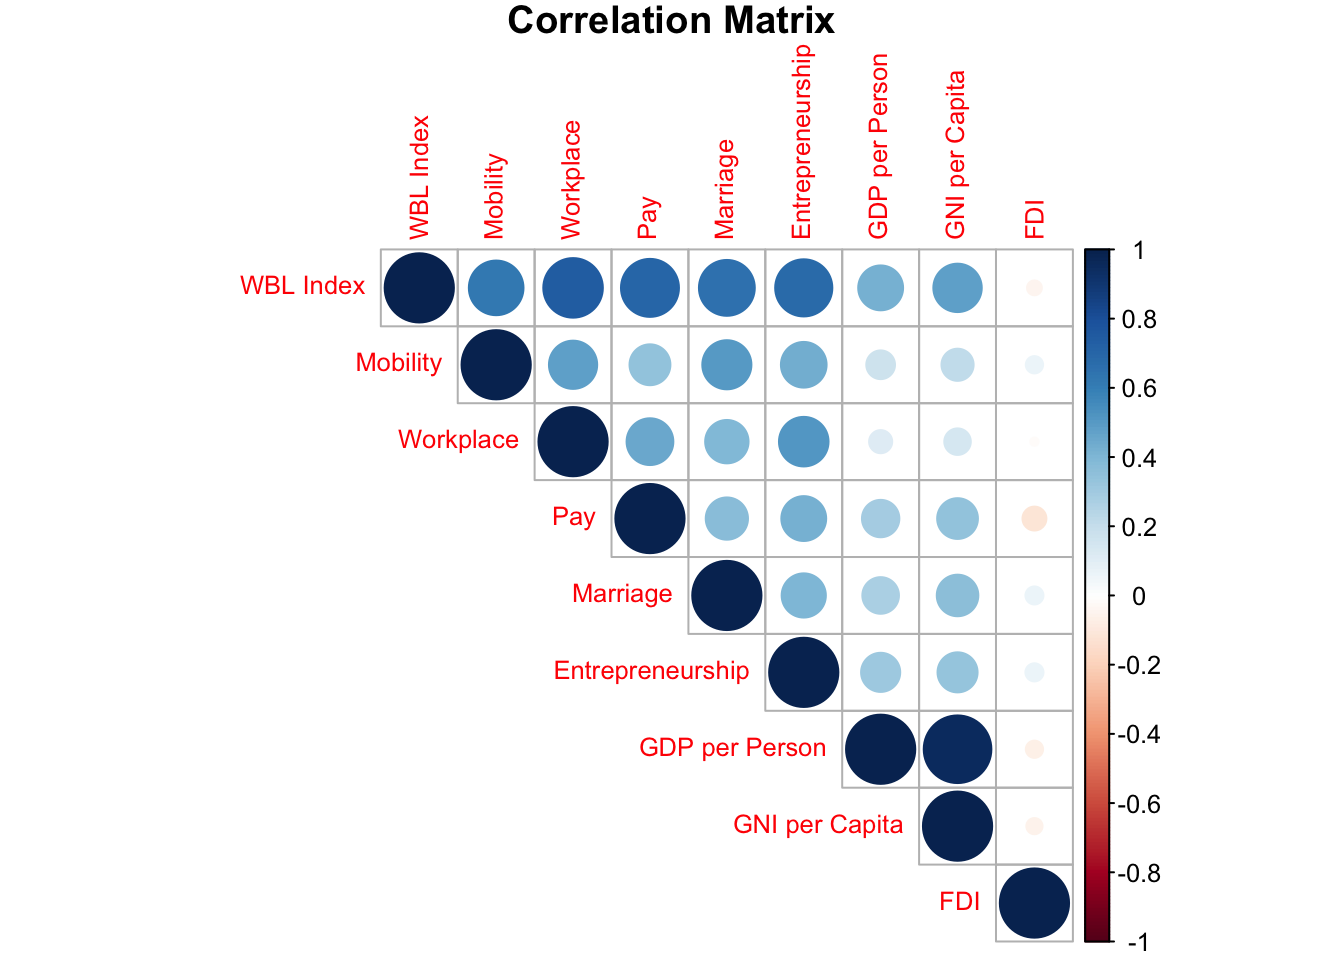 Correlation Matrix
WBL Index
Mobility
Workplace
Pay
Marriage
Entrepreneurship
GDP per Person
GNI per Capita
FDI
WBL Index
Mobility
Workplace
Pay
Marriage
Entrepreneurship
GDP per Person
GNI per Capita
FDI
1
0.8
0.6
0.4
0.2
0
-0.2
-0.4
-0.6
-0.8
-1